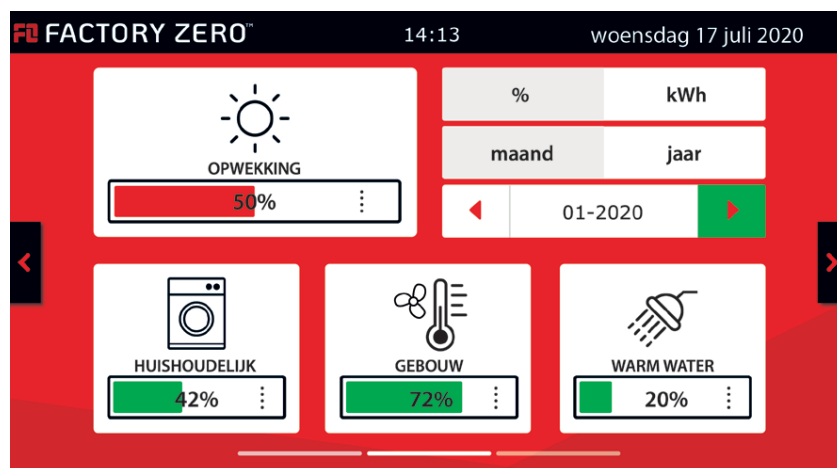 FACTORY ZERO™ 14:13 woensdag 17 juli 2020
OPWEKKING
50%
% kWh
maand jaar
01-2020
HUISHOUDELIJK
42%
GEBOUW
72%
WARM WATER
20%